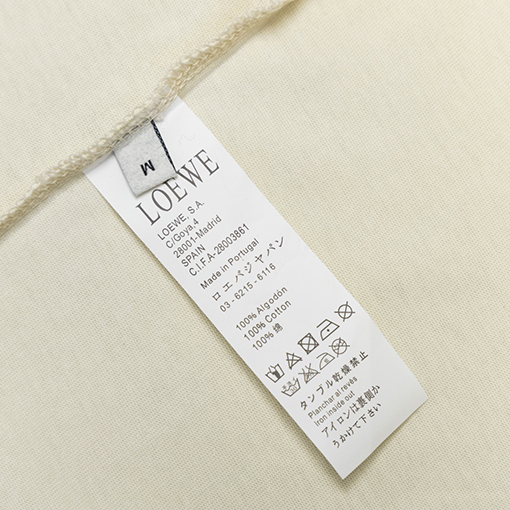 M
LOEWE
LOEWE, S.A.
C/Goya,4
28001-Madrid
SPAIN
C.I.F.A-28003861
Made in Portugal
ロエパジャパン
03-6215-6116
100% Algodón
100% Cotton
100% 綿
タンブル乾燥禁止
Planchar al revés
Iron inside out
アイロンは裏側か
らかけて下さい